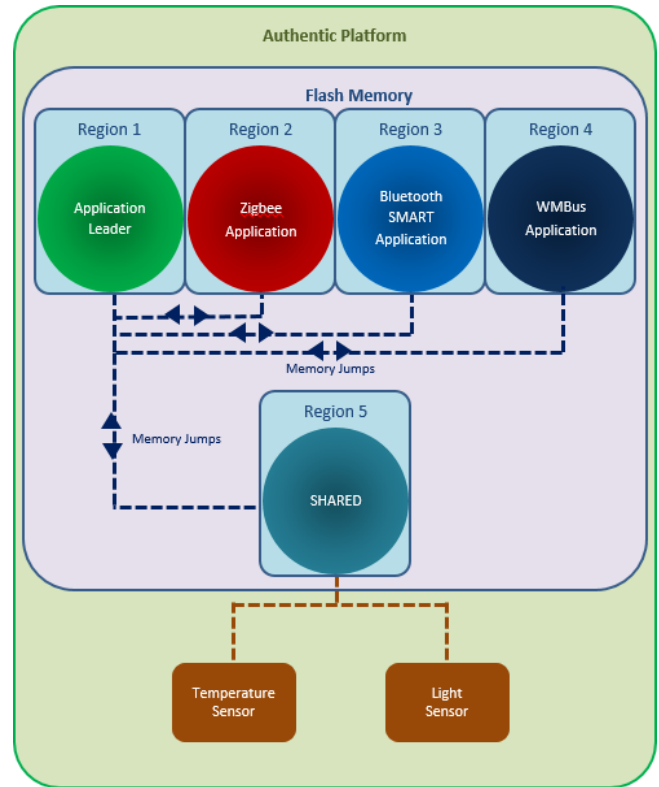 Authentic Platform
Flash Memory
Region 1
Region 2
Region 3
Region 4
Application
Leader
Zigbee
Application
Bluetooth
SMART
Application
WMBus
Application
Memory Jumps
Region 5
Memory Jumps
SHARED
Temperature
Sensor
Light
Sensor